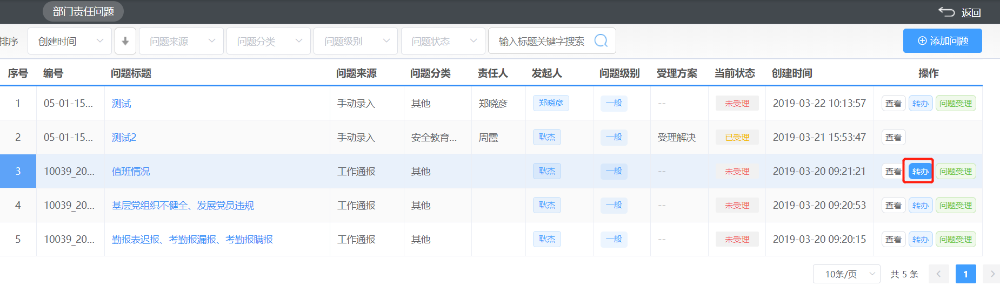 部门责任问题 返回
排序 创建时间 问题来源 问题分类 问题级别 问题状态 输入标题关键字搜索 添加问题
序号 编号 问题标题 问题来源 问题分类 责任人 发起人 问题级别 受理方案 当前状态 创建时间 操作
1 05-01-15... 测试 手动录入 其他 郑晓彦 郑晓彦 一般 -- 未受理 2019-03-22 10:13:57 查看 转办 问题受理
2 05-01-15... 测试2 手动录入 安全教育... 周霞 耿杰 一般 受理解决 已受理 2019-03-21 15:53:47 查看
3 10039_20... 值班情况 工作通报 其他 耿杰 一般 -- 未受理 2019-03-20 09:21:21 查看 转办 问题受理
4 10039_20... 基层党组织不健全、发展党员违规 工作通报 其他 耿杰 一般 -- 未受理 2019-03-20 09:20:53 查看 转办 问题受理
5 10039_20... 勤报表迟报、考勤报漏报、考勤报瞒报 工作通报 其他 耿杰 一般 -- 未受理 2019-03-20 09:20:15 查看 转办 问题受理
10条/页 共 5 条 1